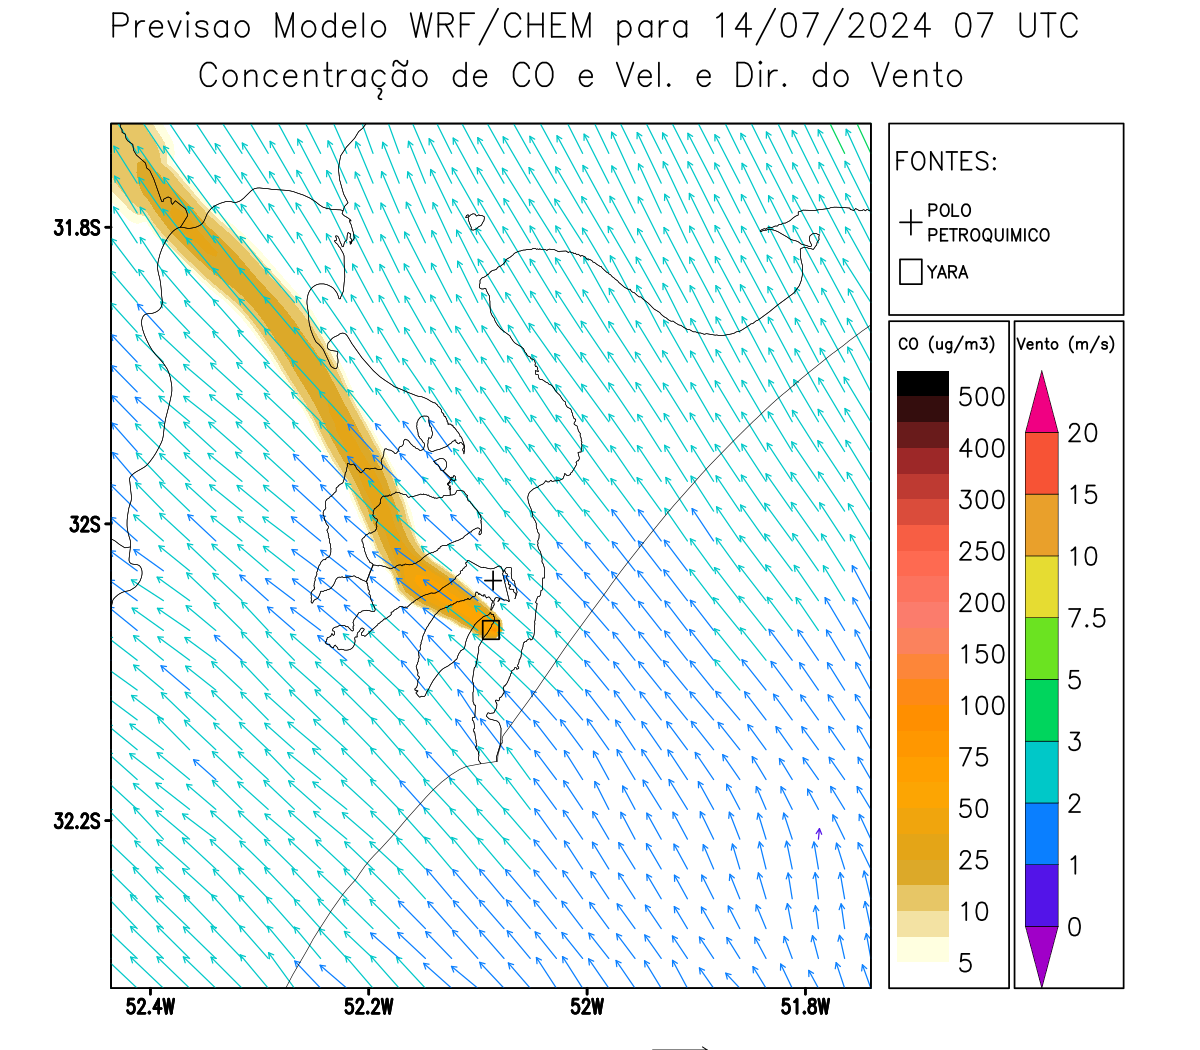 Previsao Modelo WRF/CHEM para 14/07/2024 07 UTC
Concentração de CO e Vel. e Dir. do Vento
FONTES:
POLO
PETROQUIMICO
YARA
CO (ug/m3)
500
400
300
250
200
150
100
75
50
25
10
5
Vento (m/s)
20
15
10
7.5
5
3
2
1
0
31.8S
32S
32.2S
52.4W
52.2W
52W
51.8W